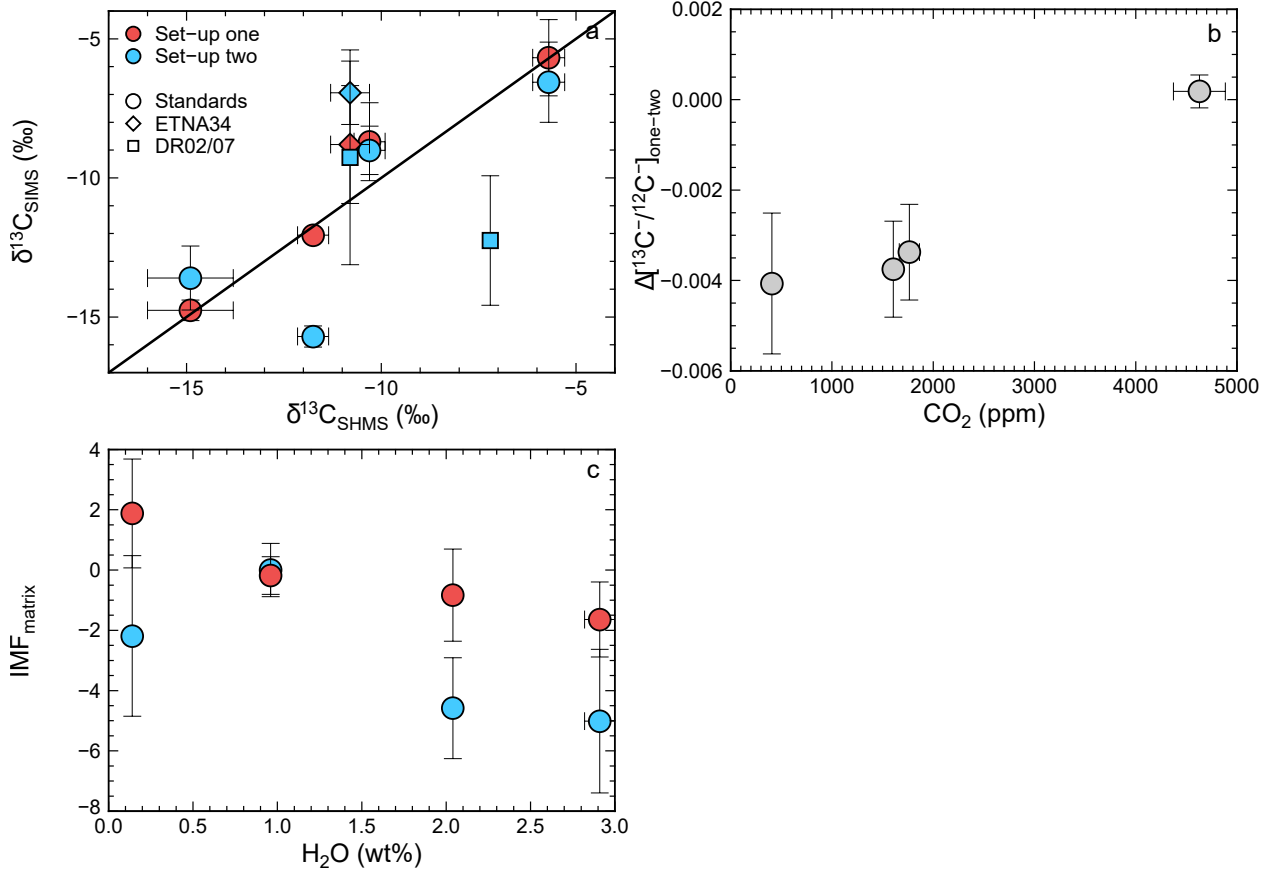 a
Set-up one
Set-up two
Standards
ETNA34
DR02/07
−5
−10
−15
δ¹³C_SIMS (‰)
−15 −10 −5
δ¹³C_SHMS (‰)
b
0.002
0.000
−0.002
−0.004
−0.006
Δ[¹³C⁻/¹²C⁻]one−two
0 1000 2000 3000 4000 5000
CO₂ (ppm)
c
4
2
0
−2
−4
−6
−8
IMF_matrix
0.0 0.5 1.0 1.5 2.0 2.5 3.0
H₂O (wt%)